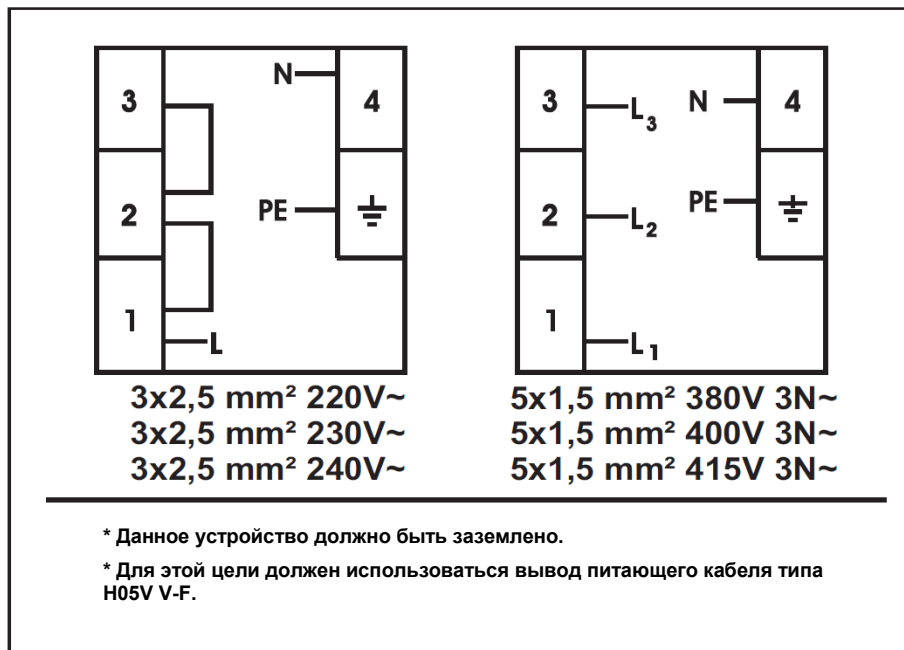 3
N
4
2
PE
1
L
3x2,5 mm² 220V~
3x2,5 mm² 230V~
3x2,5 mm² 240V~
3
L3
N
4
2
L2
PE
1
L1
5x1,5 mm² 380V 3N~
5x1,5 mm² 400V 3N~
5x1,5 mm² 415V 3N~
* Данное устройство должно быть заземлено.
* Для этой цели должен использоваться вывод питающего кабеля типа
H05V V-F.